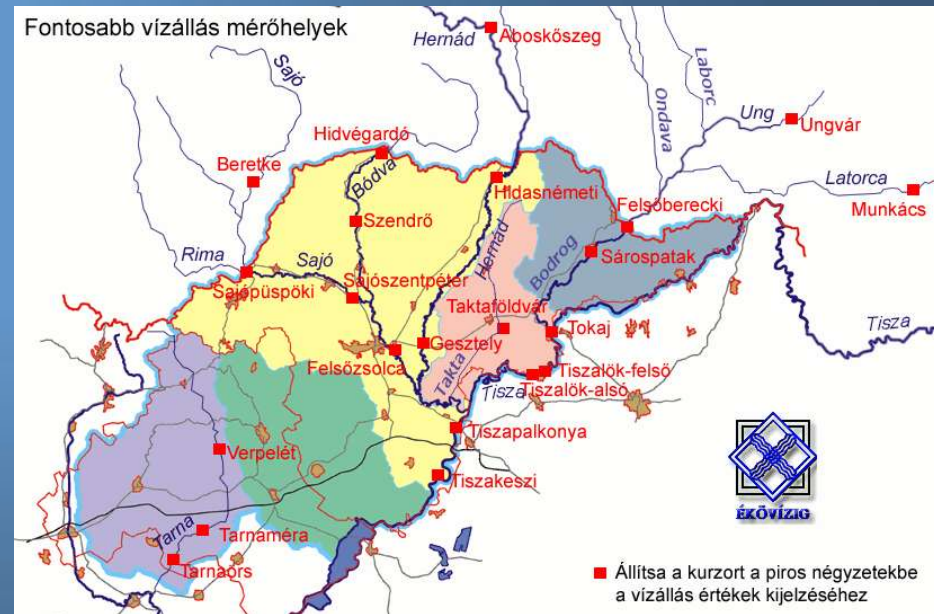 Fontosabb vízállás mérőhelyek
Hernád
Aboskőszeg
Sajó
Laborc
Ondava
Ung
Ungvár
Hidvégardó
Beretke
Bódva
Hidasnémeti
Latorca
Munkács
Felsőberecki
Szendrő
Hernád
Bodrog
Sárospatak
Rima
Sajó
Sajópüspöki
Sajószentpéter
Taktaföldvár
Tokaj
Tisza
Gesztely
Felsőzsolca
Takta
Tiszalök-felső
Tisza
Tiszalök-alsó
Tiszapalkonya
Verpelét
Tiszakeszi
ÉKÖVÍZIG
Tarna
Tarnaméra
Tarnaörs
Állítsa a kurzort a piros négyzetekbe
a vízállás értékek kijelzéséhez